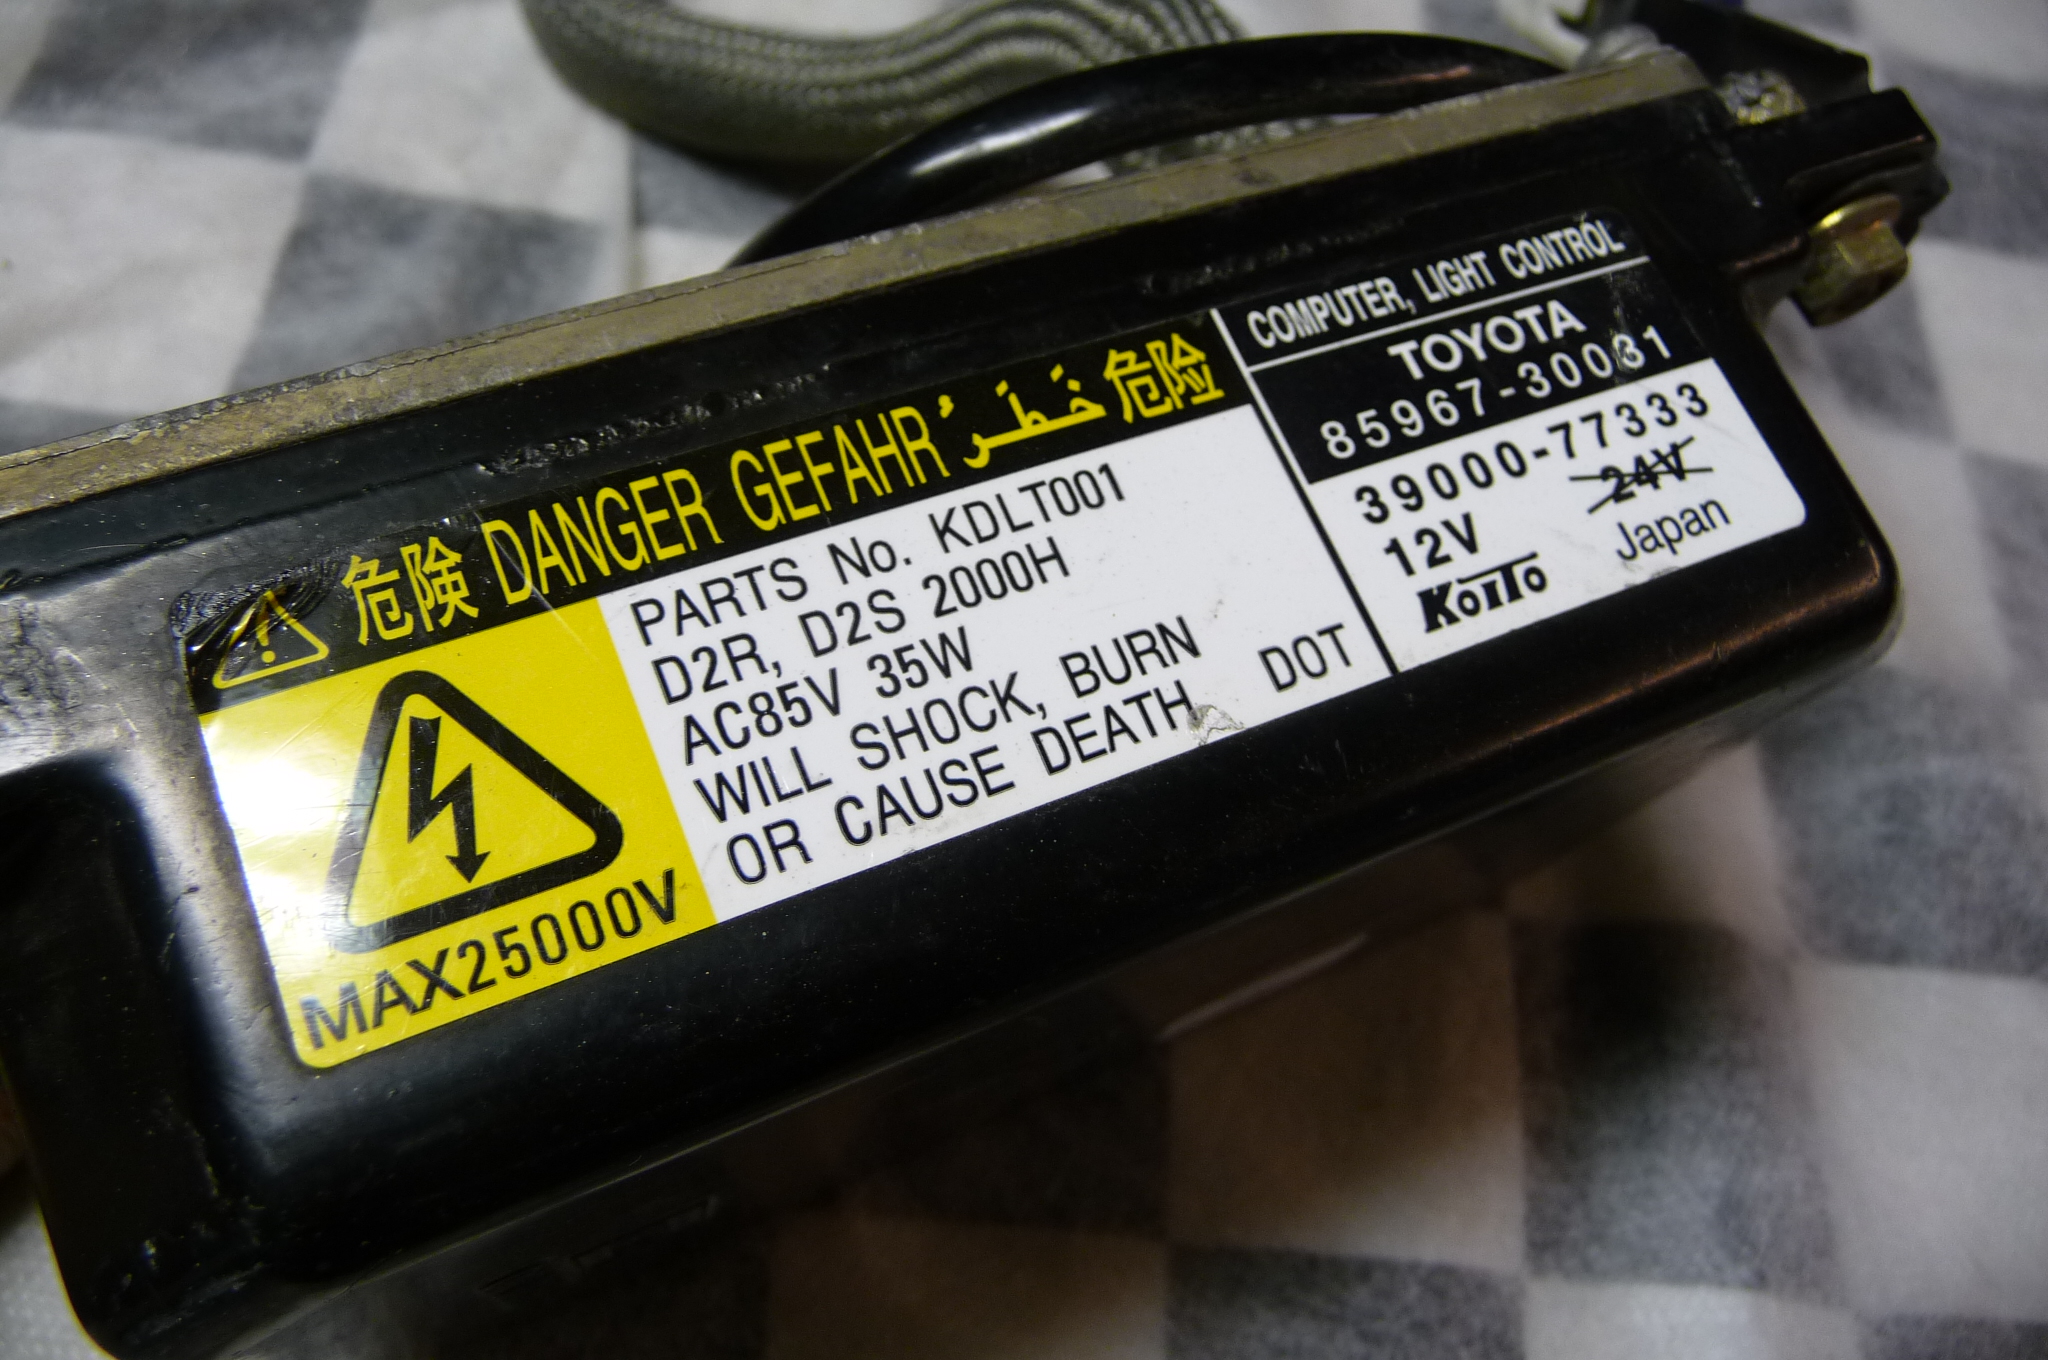 危険 DANGER GEFAHR خَطَرُ 危险
MAX25000V
PARTS No. KDLT001
D2R, D2S 2000H
AC85V 35W
WILL SHOCK, BURN
OR CAUSE DEATH. DOT
COMPUTER, LIGHT CONTROL
TOYOTA
85967-30031
39000-77333
12V 24V
KOITO Japan